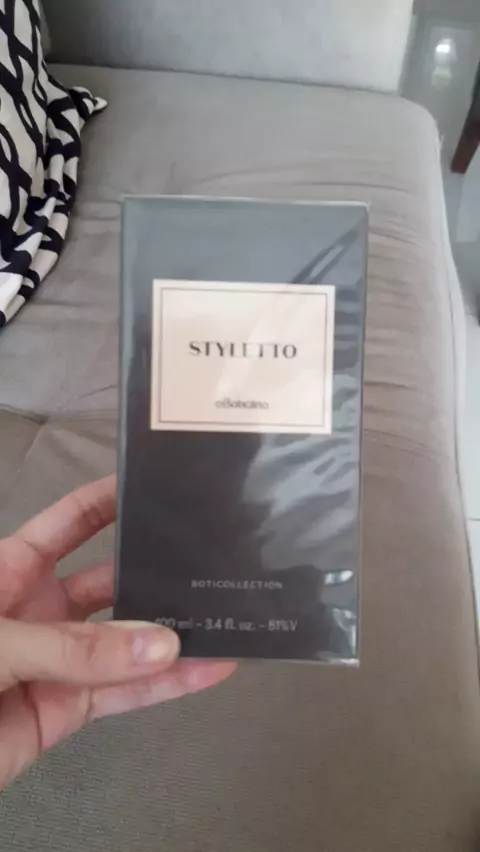 STYLETTO
oBoticário
BOTICOLLECTION
100 ml - 3.4 fl. oz. - 81%V